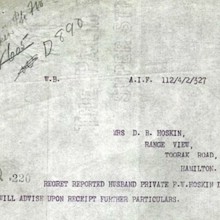 D890
W.B. A.I.F. 112/4/2/327
MRS D. B. HOSKIN,
RANGE VIEW,
TOORAK ROAD,
HAMILTON.
220 REGRET REPORTED HUSBAND PRIVATE F.W.HOSKIN
WILL ADVISE UPON RECEIPT FURTHER PARTICULARS.